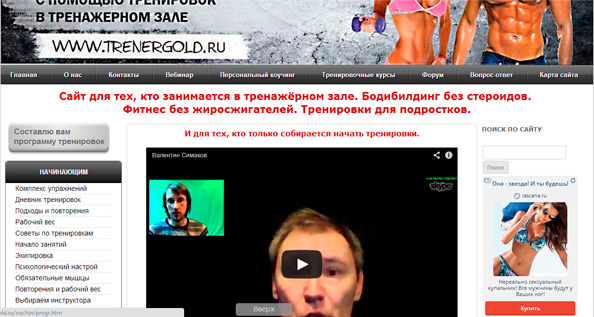 С ПОМОЩЬЮ ТРЕНИРОВОК
В ТРЕНАЖЕРНОМ ЗАЛЕ
WWW.TRENERGOLD.RU
Главная О нас Контакты Вебинар Персональный коучинг Тренировочные курсы Форум Вопрос-ответ Карта сайта
Сайт для тех, кто занимается в тренажёрном зале. Бодибилдинг без стероидов.
Фитнес без жиросжигателей. Тренировки для подростков.
Составлю вам
программу тренировок
НАЧИНАЮЩИМ
Комплекс упражнений
Дневник тренировок
Подходы и повторения
Рабочий вес
Советы по тренировкам
Начало занятий
Экипировка
Психологический настрой
Обязательные мышцы
Повторения и рабочий вес
Выбираем инструктора
old.ru/nachin/progr.htm
И для тех, кто только собирается начать тренировки.
Валентин Симаков
skype
Вверх
ПОИСК ПО САЙТУ
Поиск
Она - звезда! И ты будешь!
lascana.ru
Нереально сексуальный
купальник! Все мужчины будут у
Ваших ног!
Купить